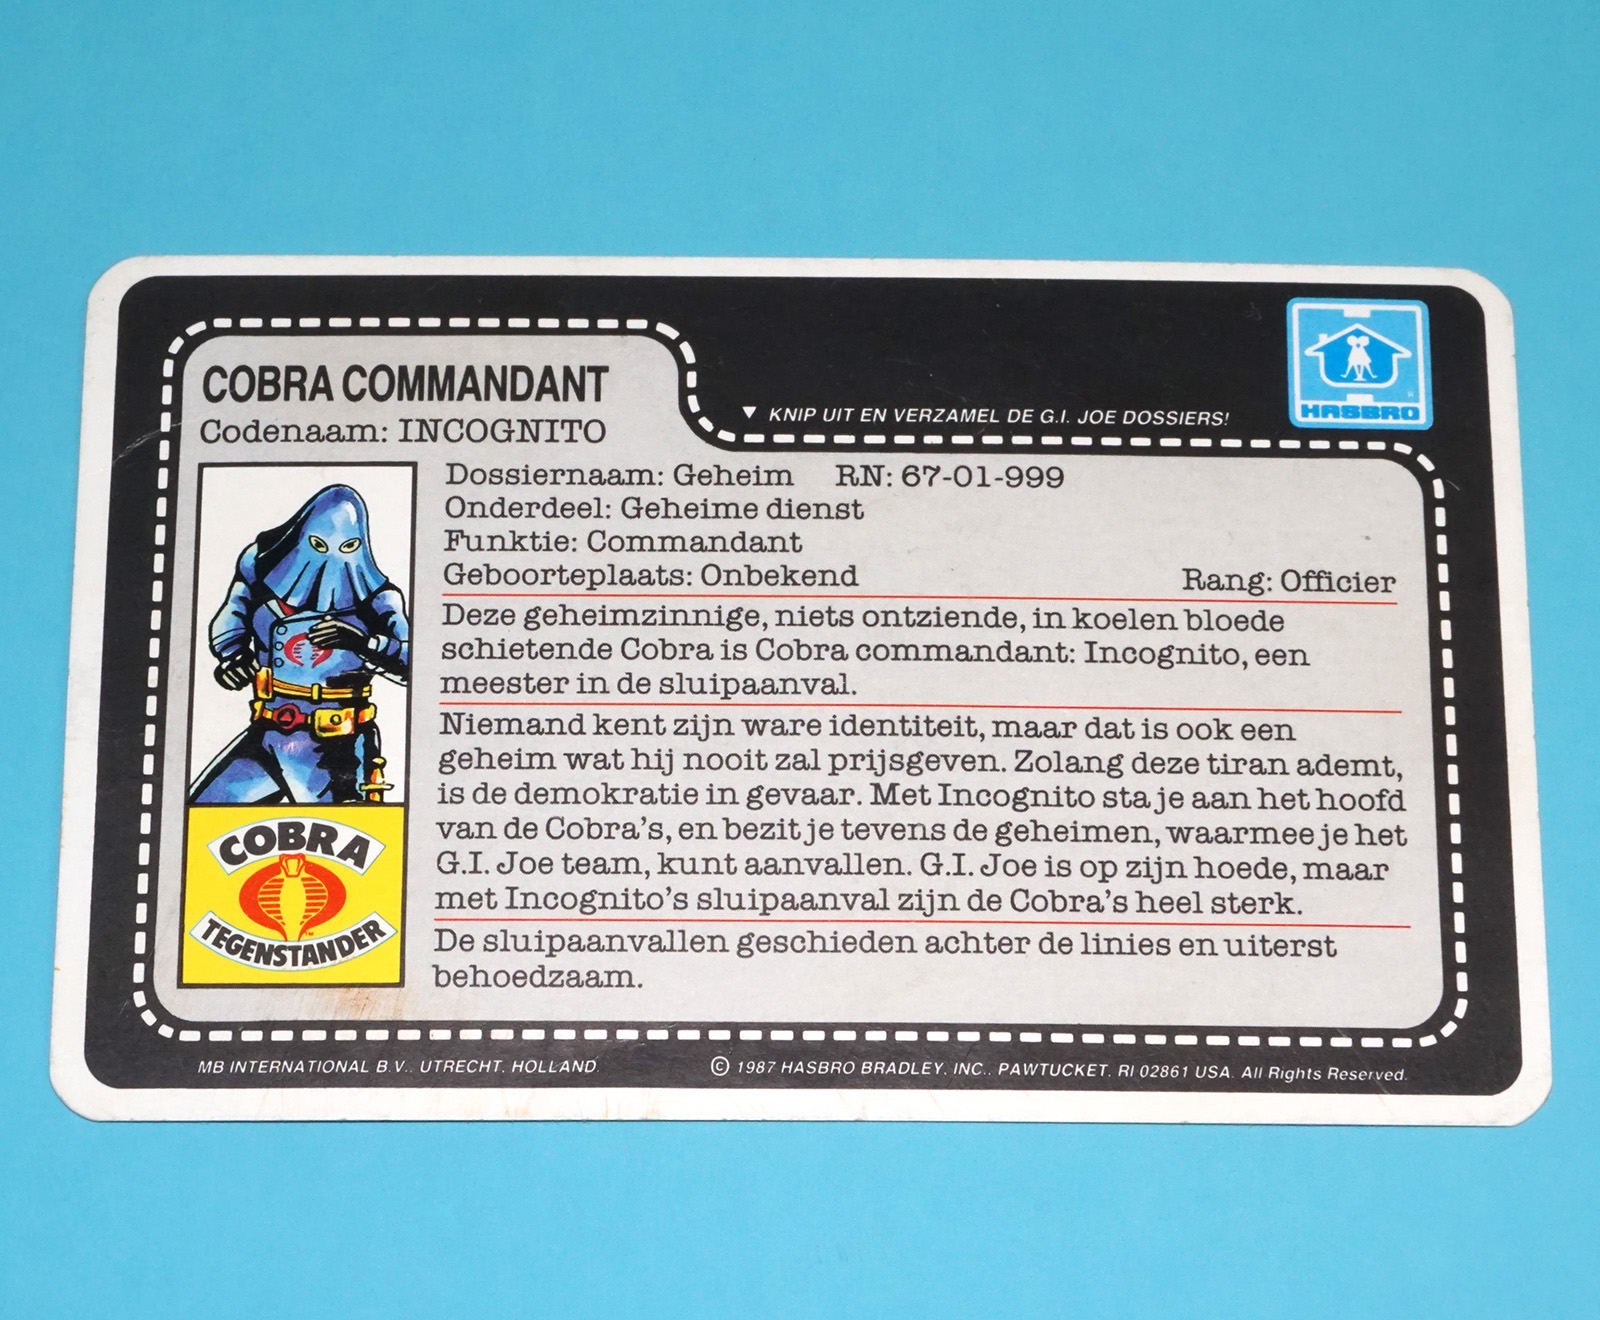 COBRA COMMANDANT
Codenaam: INCOGNITO
▼ KNIP UIT EN VERZAMEL DE G.I. JOE DOSSIERS!
HASBRO
Dossiernaam: Geheim RN: 67-01-999
Onderdeel: Geheime dienst
Funktie: Commandant
Geboorteplaats: Onbekend Rang: Officier
Deze geheimzinnige, niets ontziende, in koelen bloede
schietende Cobra is Cobra commandant: Incognito, een
meester in de sluipaanval.
Niemand kent zijn ware identiteit, maar dat is ook een
geheim wat hij nooit zal prijsgeven. Zolang deze tiran ademt,
is de demokratie in gevaar. Met Incognito sta je aan het hoofd
van de Cobra's, en bezit je tevens de geheimen, waarmee je het
G.I. Joe team, kunt aanvallen. G.I. Joe is op zijn hoede, maar
met Incognito's sluipaanval zijn de Cobra's heel sterk.
De sluipaanvallen geschieden achter de linies en uiterst
behoedzaam.
COBRA
TEGENSTANDER
MB INTERNATIONAL B.V. UTRECHT. HOLLAND.
© 1987 HASBRO BRADLEY, INC., PAWTUCKET, RI 02861 USA. All Rights Reserved.